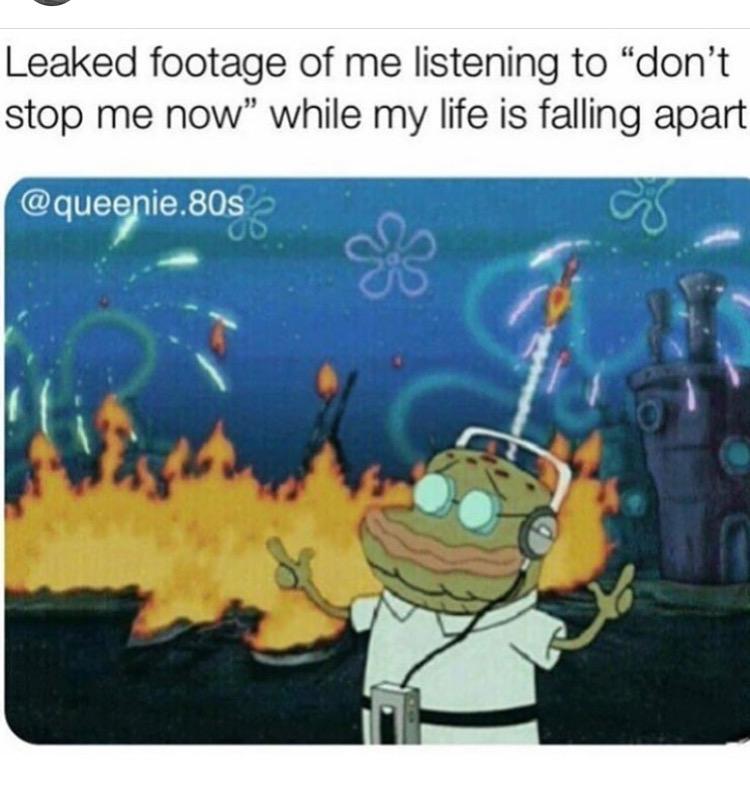 Leaked footage of me listening to “don’t
stop me now” while my life is falling apart
@queenie.80s